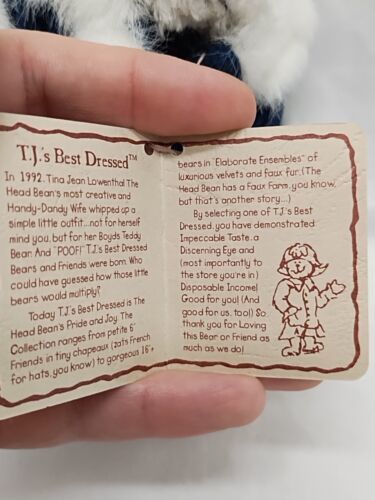 T.J.'s Best Dressed™
In 1992, Tina Jean Lowenthal The
Head Bean's most creative and
Handy-Dandy Wife whipped up a
simple little outfit...not for herself
mind you, but for her Boyds Teddy
Bean And "POOF!" T.J.'s Best Dressed
Bears and Friends were born. Who
could have guessed how those little
bears would multiply?
Today T.J.'s Best Dressed is The
Head Bean's Pride and Joy. The
Collection ranges from petite 6"
Friends in tiny chapeaux (zats French
for hats, you know) to gorgeous 16"+
bears in "Elaborate Ensembles" of
luxurious velvets and faux fur. (The
Head Bean has a Faux Farm, you know,
but that's another story...)
By selecting one of T.J.'s Best
Dressed, you have demonstrated
Impeccable Taste, a
Discerning Eye and
(most importantly to
the store you're in)
Disposable Income!
Good for you! (And
good for us, too!) So
thank you for Loving
this Bear or Friend as
much as we do!